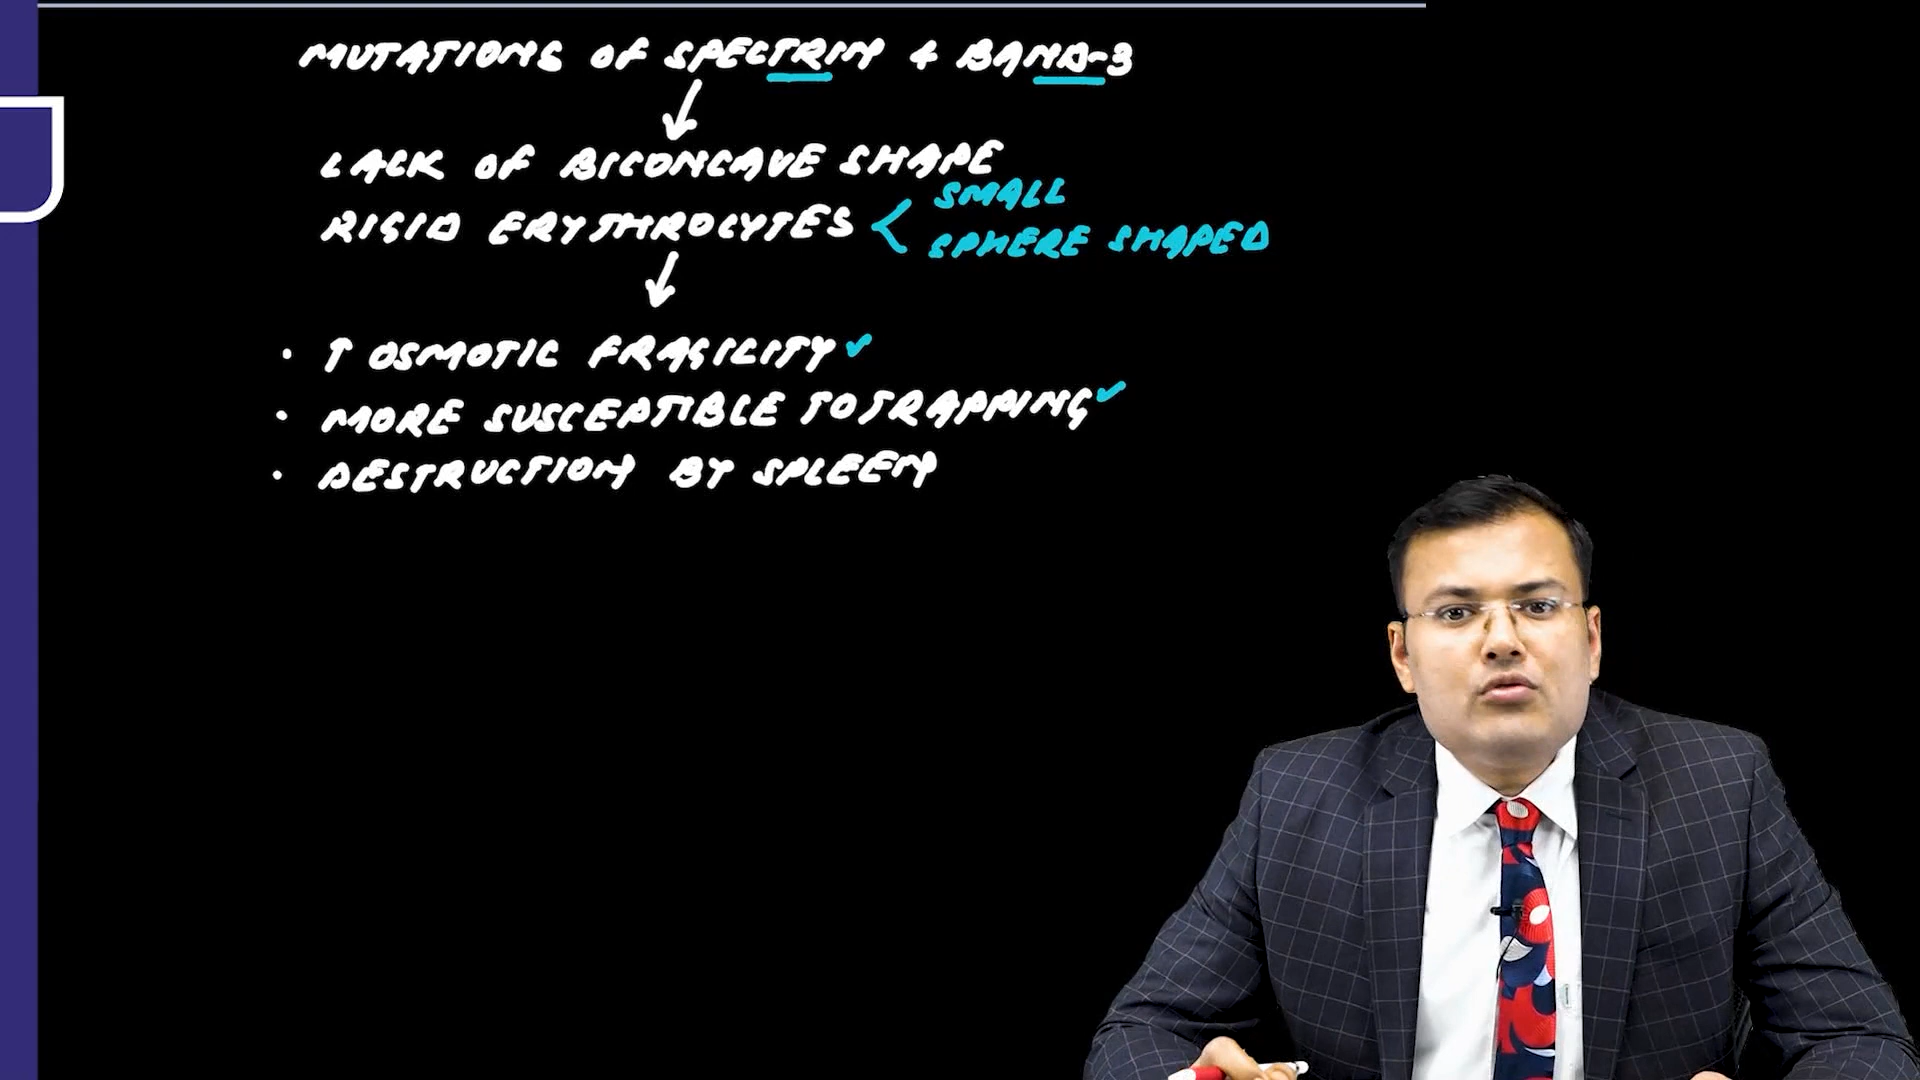 MUTATIONS OF SPECTRIN & BAND-3
↓
LACK OF BICONCAVE SHAPE
RIGID ERYTHROCYTES < SMALL
SPHERE SHAPED
↓
• ↑ OSMOTIC FRAGILITY ✓
• MORE SUSCEPTIBLE TO TRAPPING ✓
• DESTRUCTION BY SPLEEN